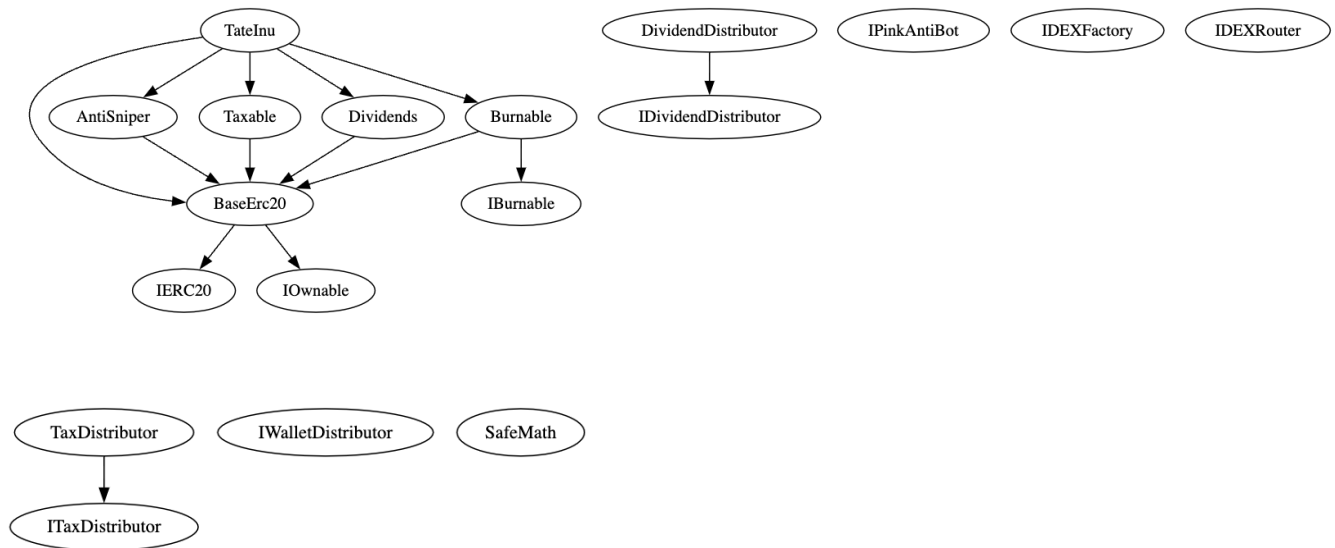 TateInu
DividendDistributor
IPinkAntiBot
IDEXFactory
IDEXRouter
AntiSniper
Taxable
Dividends
Burnable
IDividendDistributor
BaseErc20
IBurnable
IERC20
IOwnable
TaxDistributor
IWalletDistributor
SafeMath
ITaxDistributor